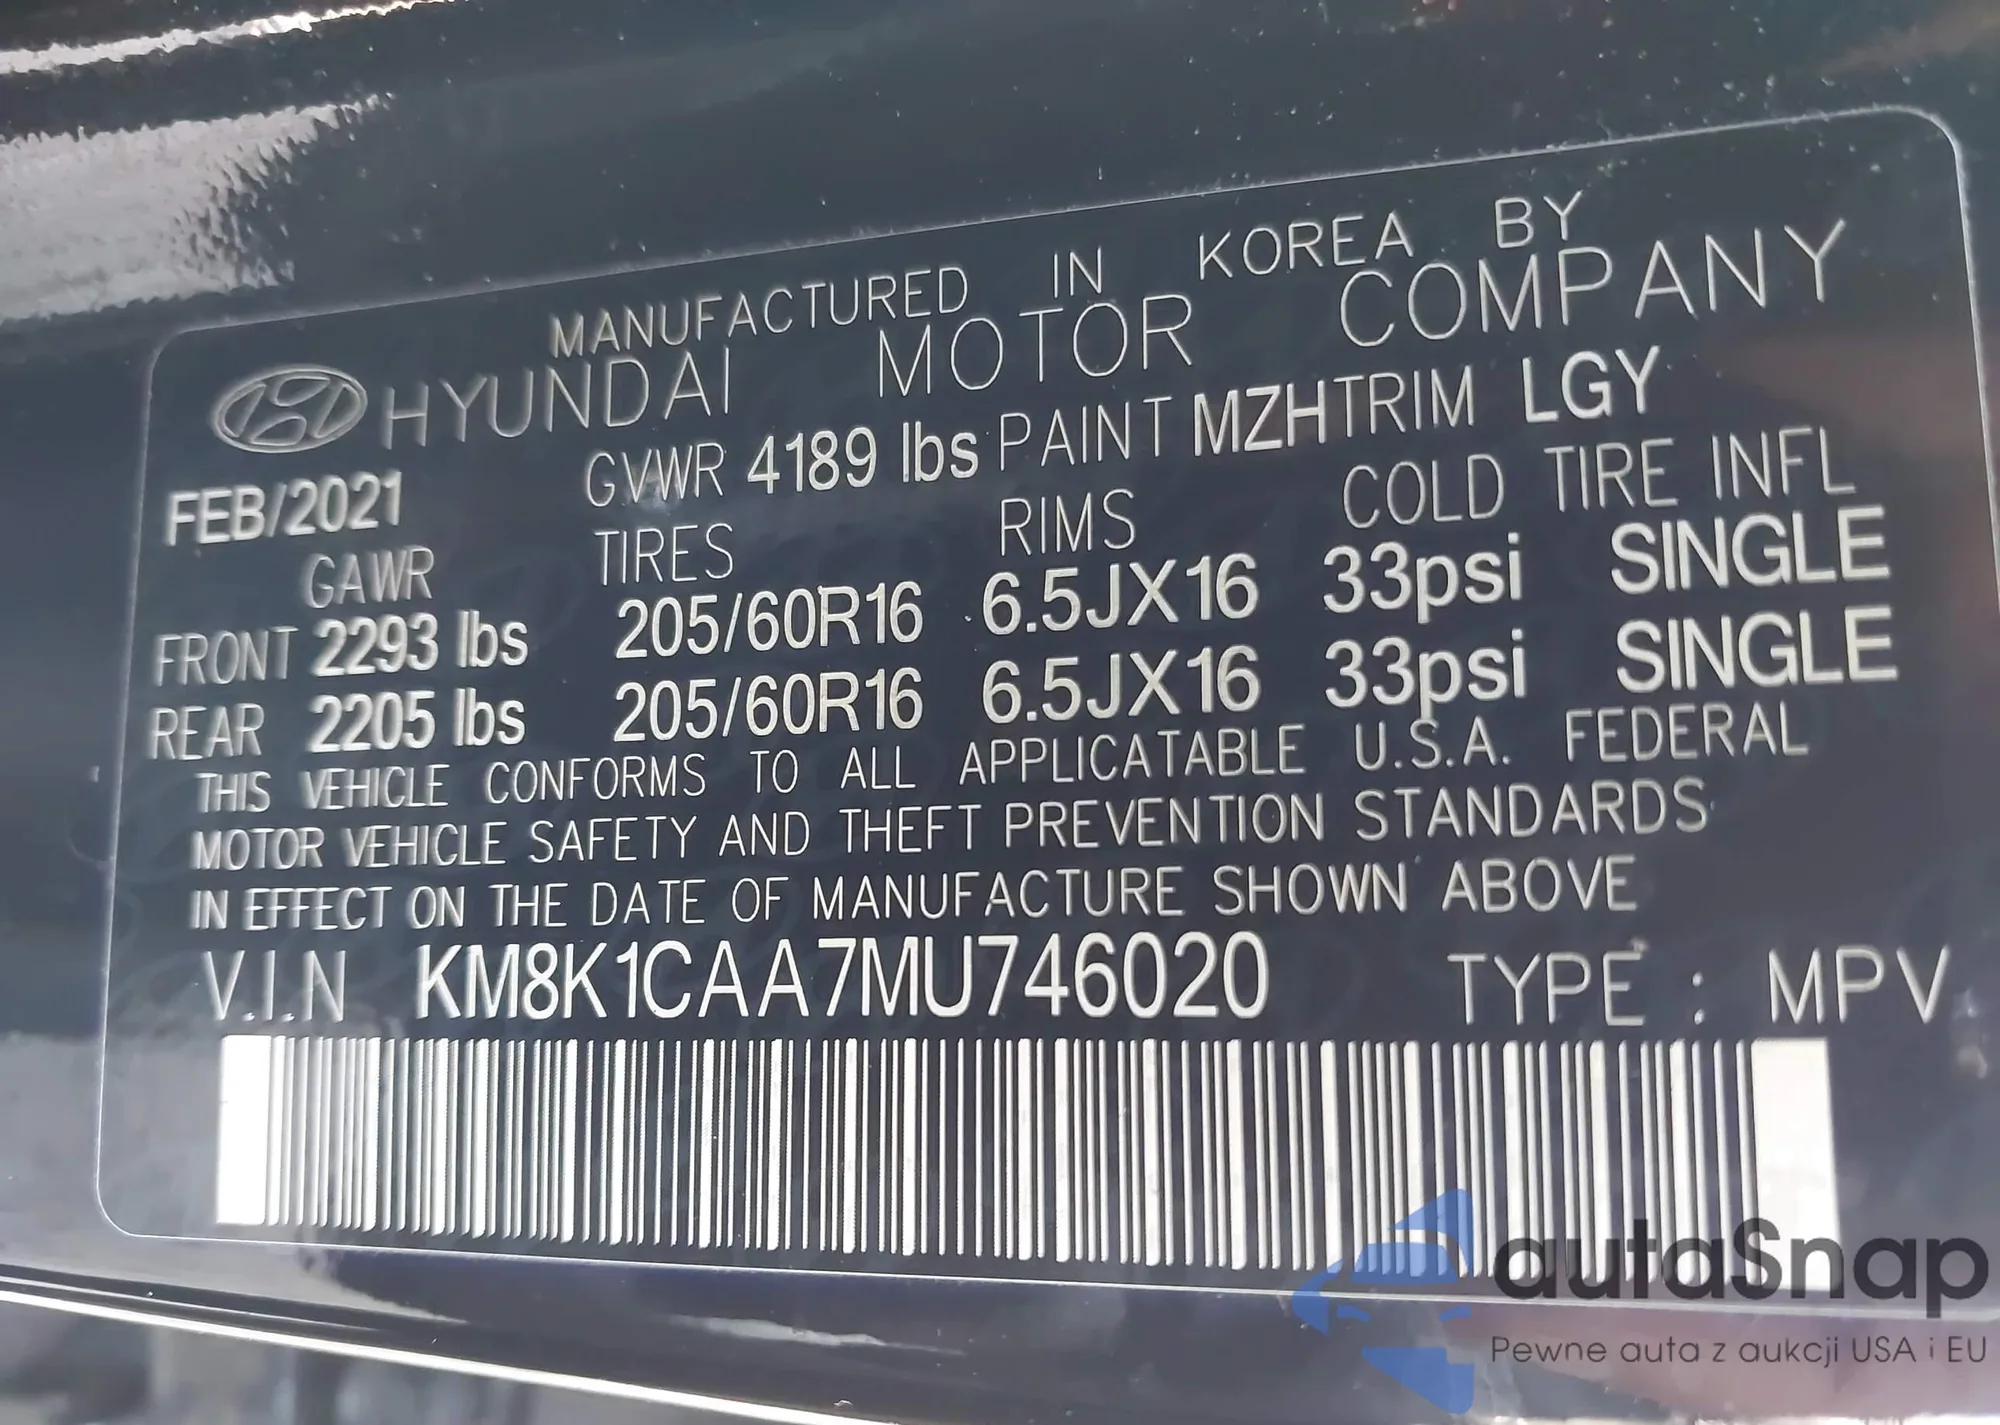 MANUFACTURED IN KOREA BY
HYUNDAI MOTOR COMPANY
FEB/2021 GVWR 4189 lbs PAINT MZH TRIM LGY
GAWR TIRES RIMS COLD TIRE INFL
FRONT 2293 lbs 205/60R16 6.5JX16 33psi SINGLE
REAR 2205 lbs 205/60R16 6.5JX16 33psi SINGLE
THIS VEHICLE CONFORMS TO ALL APPLICATABLE U.S.A. FEDERAL
MOTOR VEHICLE SAFETY AND THEFT PREVENTION STANDARDS
IN EFFECT ON THE DATE OF MANUFACTURE SHOWN ABOVE
V.I.N KM8K1CAA7MU746020 TYPE : MPV
autaSnap
Pewne auta z aukcji USA i EU